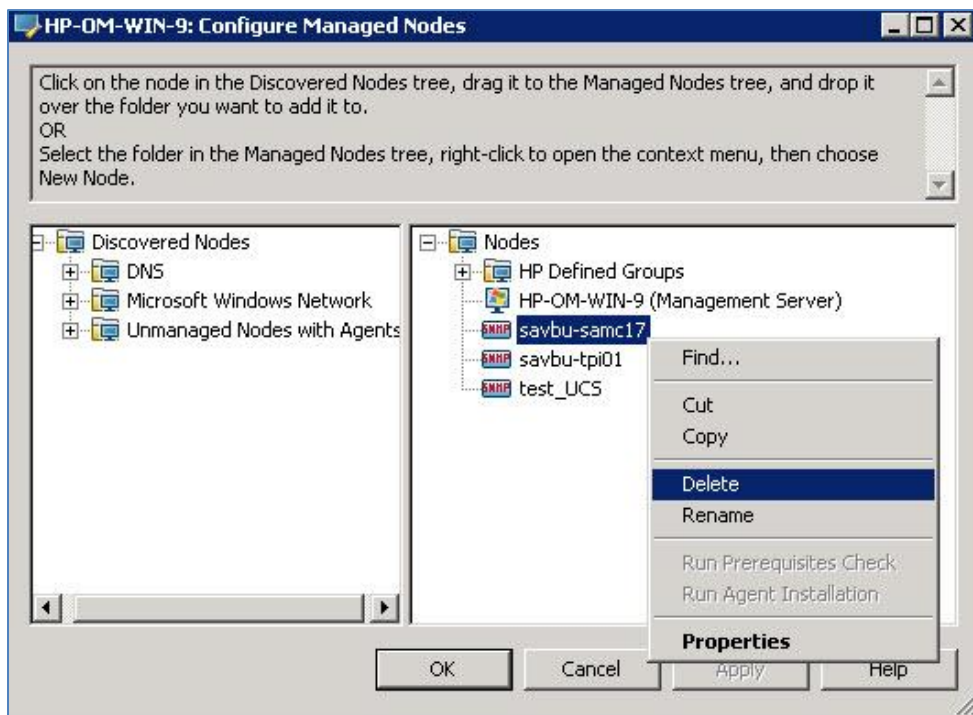 HP-OM-WIN-9: Configure Managed Nodes
Click on the node in the Discovered Nodes tree, drag it to the Managed Nodes tree, and drop it
over the folder you want to add it to.
OR
Select the folder in the Managed Nodes tree, right-click to open the context menu, then choose
New Node.
Discovered Nodes
DNS
Microsoft Windows Network
Unmanaged Nodes with Agents
Nodes
HP Defined Groups
HP-OM-WIN-9 (Management Server)
SNMP savbu-samc17
SNMP savbu-tpi01
SNMP test_UCS
Find...
Cut
Copy
Delete
Rename
Run Prerequisites Check
Run Agent Installation
Properties
OK
Cancel
Apply
Help